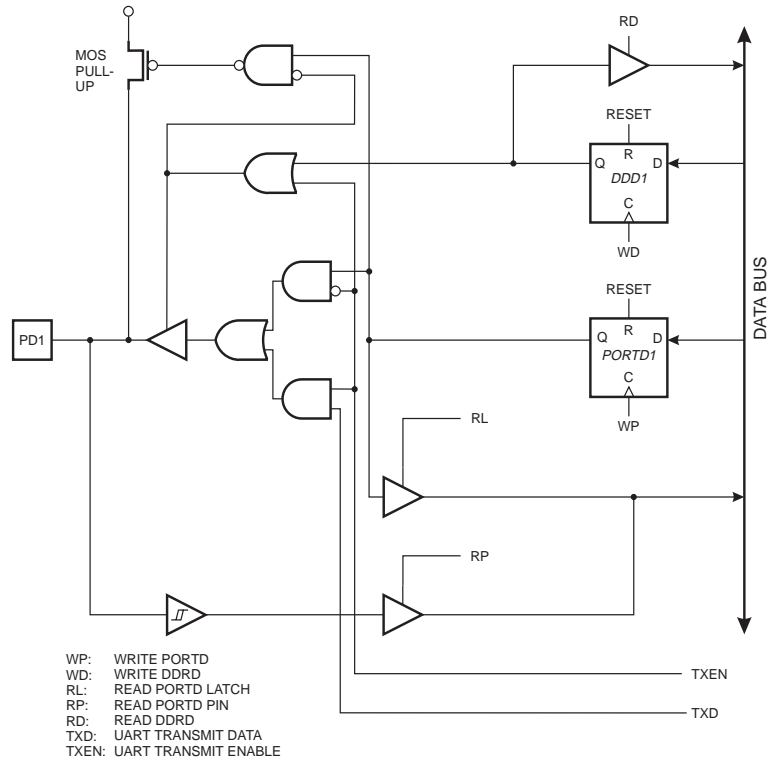 RD
MOS
PULL-
UP
RESET
R
Q
D
DDD1
C
WD
RESET
R
Q
D
PD1
PORTD1
C
WP
DATA BUS
RL
RP
WP: WRITE PORTD
WD: WRITE DDRD
RL: READ PORTD LATCH
RP: READ PORTD PIN
RD: READ DDRD
TXD: UART TRANSMIT DATA
TXEN: UART TRANSMIT ENABLE
TXEN
TXD